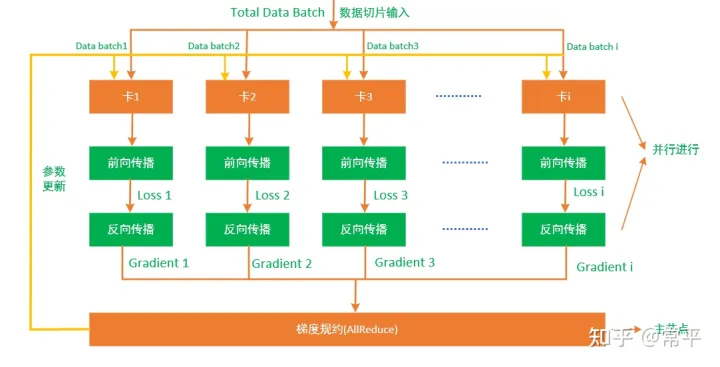 Total Data Batch 数据切片输入
Data batch1
Data batch2
Data batch3
Data batch i
卡1
卡2
卡3
卡i
前向传播
前向传播
前向传播
前向传播
并行进行
参数
更新
Loss 1
Loss 2
Loss 3
Loss i
反向传播
反向传播
反向传播
反向传播
Gradient 1
Gradient 2
Gradient 3
Gradient i
梯度规约(AllReduce)
主节点
知乎 @常平